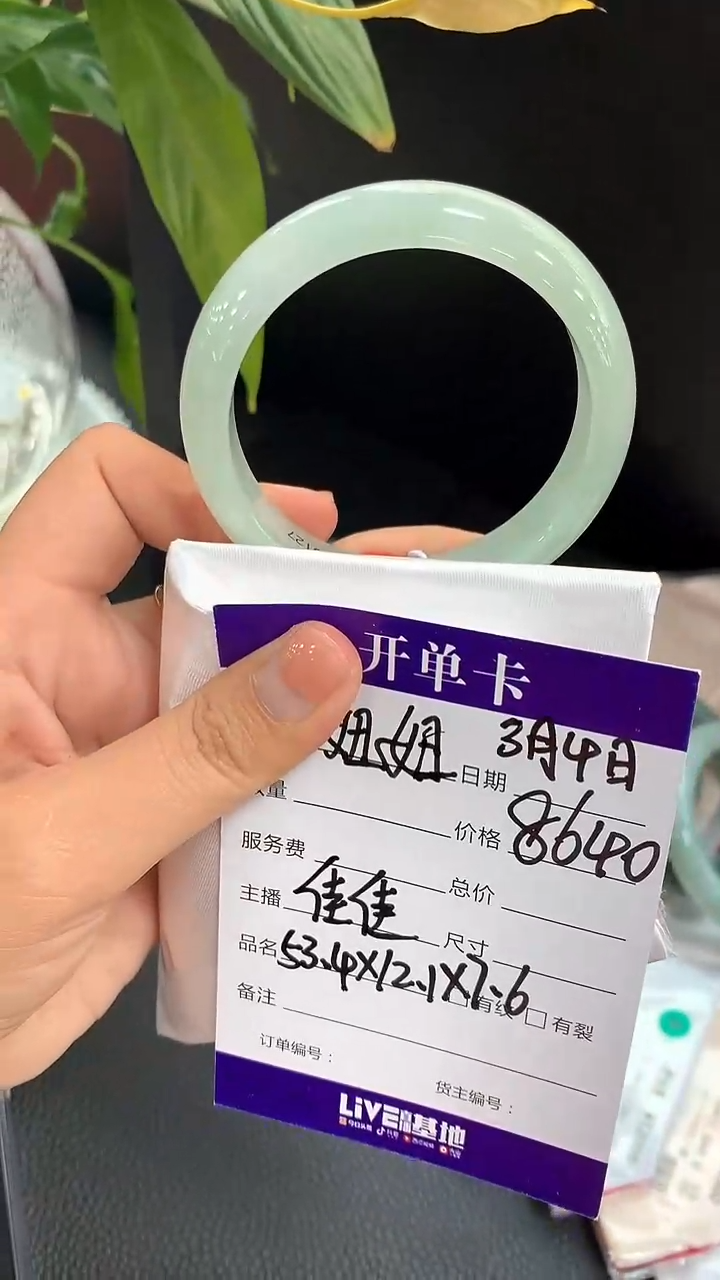 开单卡
妞妞 日期 3月4日
量 价格 8640
服务费 总价
主播 佳佳 尺寸
品名 53.4X12.1X7.6
有纹 有裂
备注
订单编号：
货主编号：
LiVE 基地